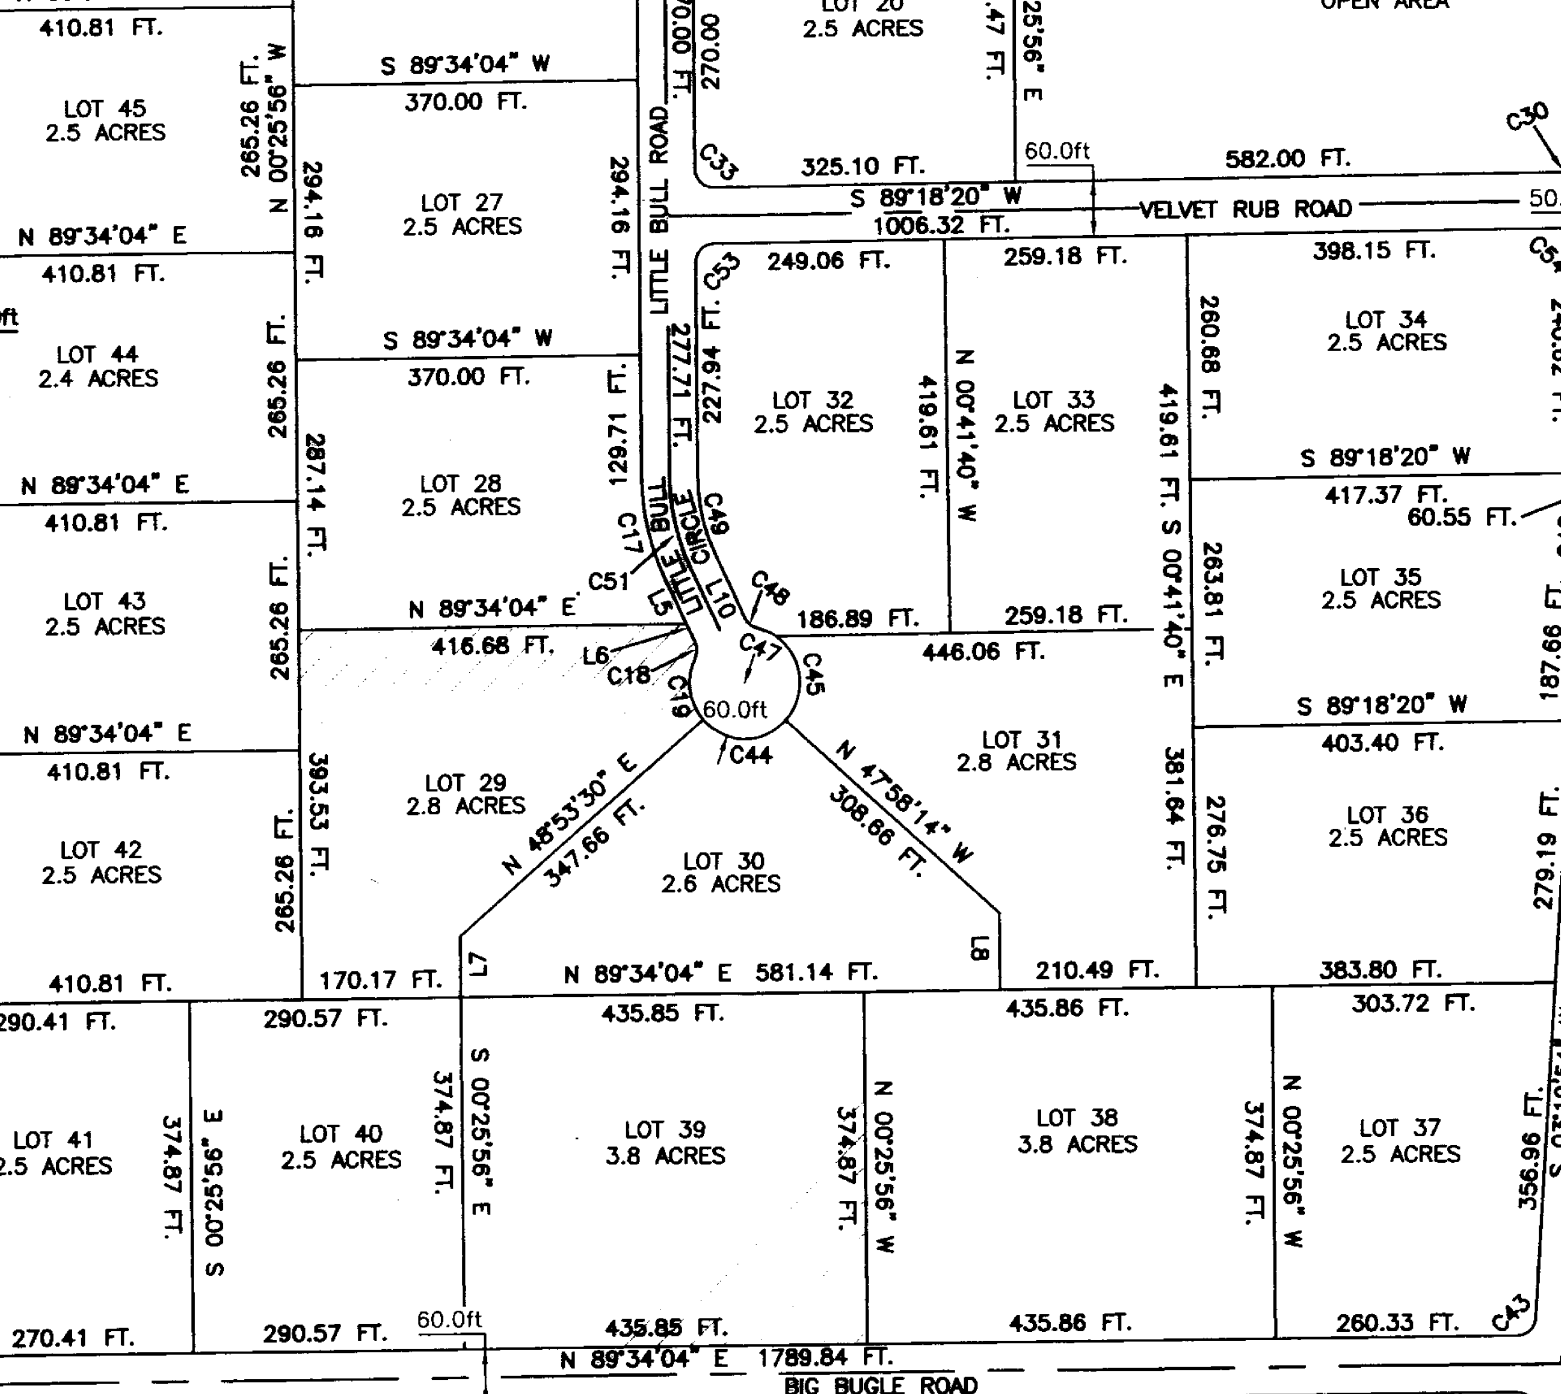 410.81 FT.
LOT 45
2.5 ACRES
265.26 FT.
N 00°25'56" W
N 89°34'04" E
410.81 FT.
LOT 44
2.4 ACRES
265.26 FT.
N 89°34'04" E
410.81 FT.
LOT 43
2.5 ACRES
265.26 FT.
N 89°34'04" E
410.81 FT.
LOT 42
2.5 ACRES
265.26 FT.
410.81 FT.
S 89°34'04" W
370.00 FT.
294.16 FT.
LOT 27
2.5 ACRES
294.16 FT.
S 89°34'04" W
370.00 FT.
287.14 FT.
LOT 28
2.5 ACRES
129.71 FT.
N 89°34'04" E
416.68 FT.
393.53 FT.
LOT 29
2.8 ACRES
170.17 FT.
LITTLE BULL ROAD
270.00
LOT 20
2.5 ACRES
OPEN AREA
C33
325.10 FT.
60.0ft
582.00 FT.
C30
S 89°18'20" W
1006.32 FT.
VELVET RUB ROAD
C53
249.06 FT.
259.18 FT.
398.15 FT.
277.71 FT.
227.94 FT.
LOT 32
2.5 ACRES
419.61 FT.
N 00°41'40" W
LOT 33
2.5 ACRES
419.61 FT.
S 00°41'40" E
260.68 FT.
LOT 34
2.5 ACRES
S 89°18'20" W
417.37 FT.
60.55 FT.
263.81 FT.
LOT 35
2.5 ACRES
187.66 FT.
S 89°18'20" W
403.40 FT.
276.75 FT.
LOT 36
2.5 ACRES
279.19 FT.
383.80 FT.
C17
C51
LITTLE BULL
CIRCLE
C49
L5
L10
C48
186.89 FT.
259.18 FT.
446.06 FT.
L6
C18
C19
C47
C45
60.0ft
C44
N 48°53'30" E
347.66 FT.
N 47°58'14" W
308.66 FT.
LOT 31
2.8 ACRES
381.64 FT.
LOT 30
2.6 ACRES
L7
L8
N 89°34'04" E 581.14 FT.
210.49 FT.
290.41 FT.
290.57 FT.
435.85 FT.
435.86 FT.
303.72 FT.
LOT 41
2.5 ACRES
374.87 FT.
S 00°25'56" E
LOT 40
2.5 ACRES
374.87 FT.
S 00°25'56" E
LOT 39
3.8 ACRES
374.87 FT.
N 00°25'56" W
LOT 38
3.8 ACRES
374.87 FT.
N 00°25'56" W
LOT 37
2.5 ACRES
356.96 FT.
C43
270.41 FT.
290.57 FT.
60.0ft
435.85 FT.
435.86 FT.
260.33 FT.
N 89°34'04" E 1789.84 FT.
BIG BUGLE ROAD